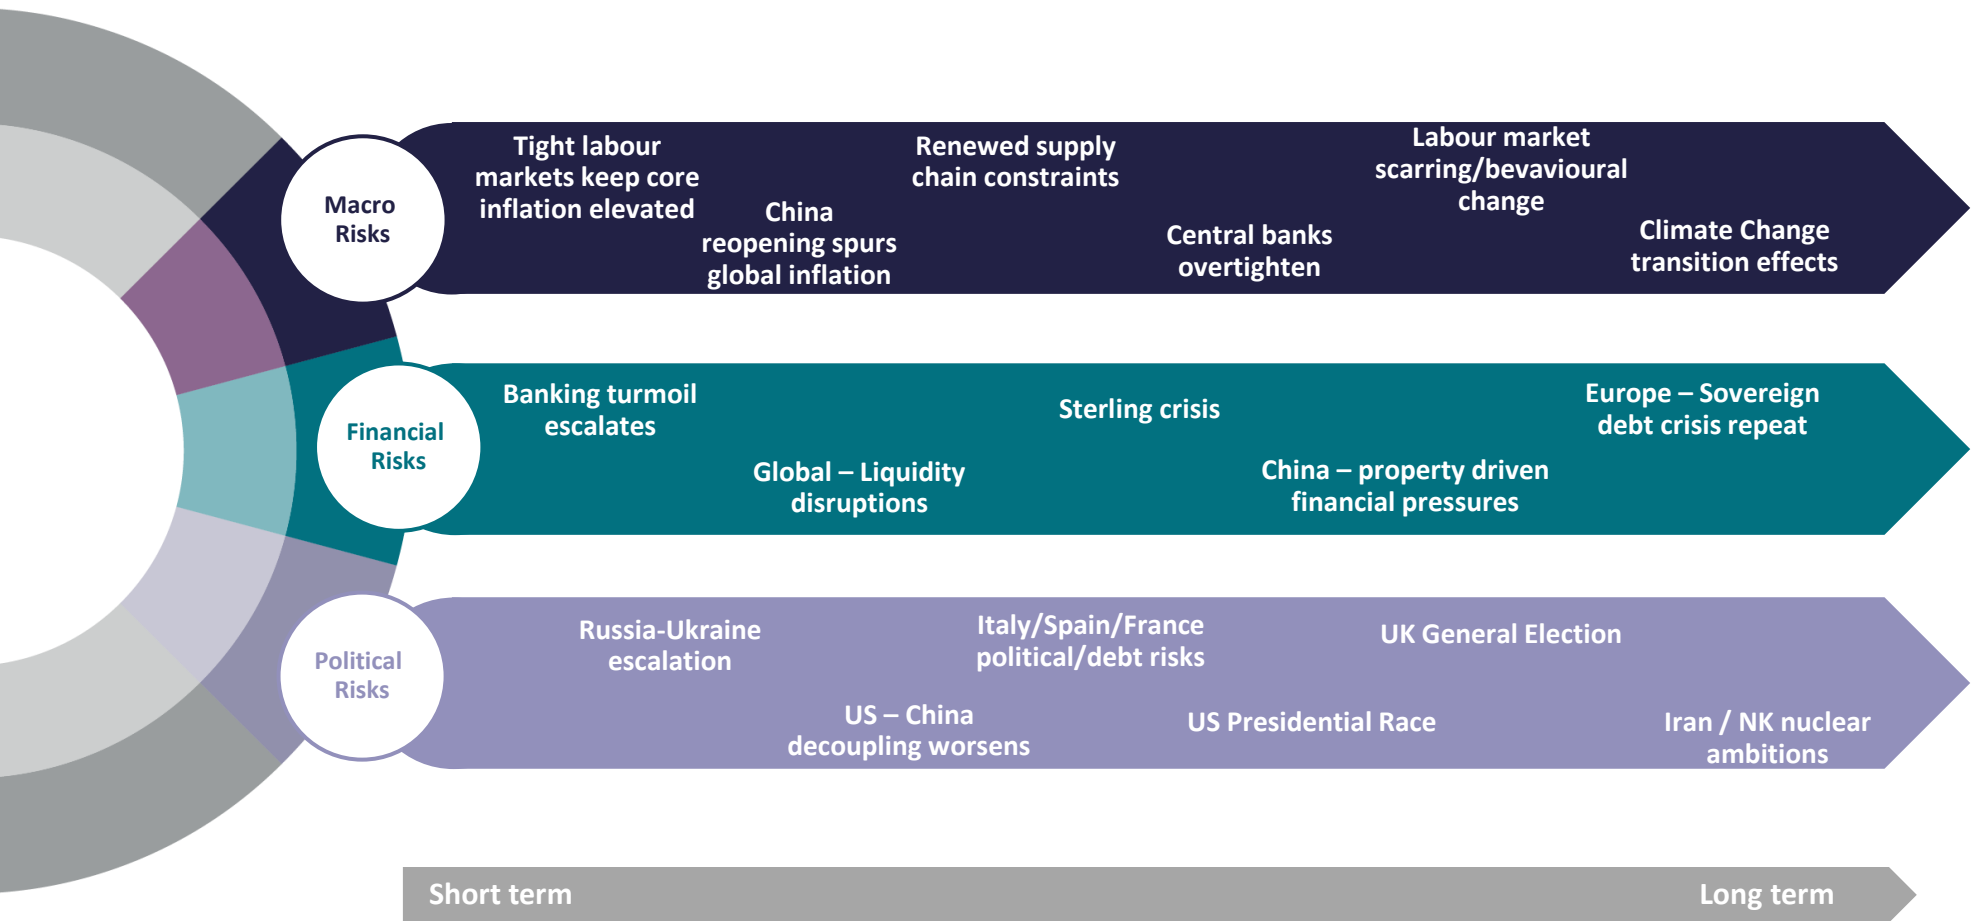 Macro
Risks
Tight labour
markets keep core
inflation elevated
China
reopening spurs
global inflation
Renewed supply
chain constraints
Central banks
overtighten
Labour market
scarring/bevavioural
change
Climate Change
transition effects
Financial
Risks
Banking turmoil
escalates
Global – Liquidity
disruptions
Sterling crisis
China – property driven
financial pressures
Europe – Sovereign
debt crisis repeat
Political
Risks
Russia-Ukraine
escalation
US – China
decoupling worsens
Italy/Spain/France
political/debt risks
US Presidential Race
UK General Election
Iran / NK nuclear
ambitions
Short term
Long term